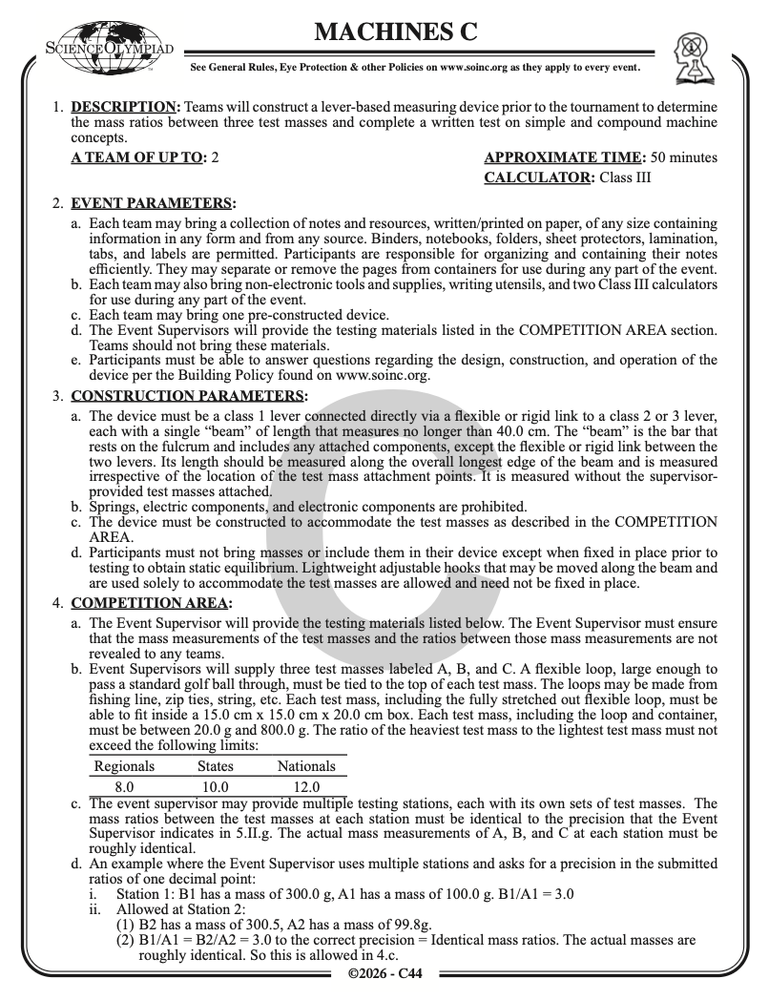 MACHINES C
SCIENCE OLYMPIAD
See General Rules, Eye Protection & other Policies on www.soinc.org as they apply to every event.
1. DESCRIPTION: Teams will construct a lever-based measuring device prior to the tournament to determine
the mass ratios between three test masses and complete a written test on simple and compound machine
concepts.
A TEAM OF UP TO: 2 APPROXIMATE TIME: 50 minutes
CALCULATOR: Class III
2. EVENT PARAMETERS:
a. Each team may bring a collection of notes and resources, written/printed on paper, of any size containing
information in any form and from any source. Binders, notebooks, folders, sheet protectors, lamination,
tabs, and labels are permitted. Participants are responsible for organizing and containing their notes
efficiently. They may separate or remove the pages from containers for use during any part of the event.
b. Each team may also bring non-electronic tools and supplies, writing utensils, and two Class III calculators
for use during any part of the event.
c. Each team may bring one pre-constructed device.
d. The Event Supervisors will provide the testing materials listed in the COMPETITION AREA section.
Teams should not bring these materials.
e. Participants must be able to answer questions regarding the design, construction, and operation of the
device per the Building Policy found on www.soinc.org.
3. CONSTRUCTION PARAMETERS:
a. The device must be a class 1 lever connected directly via a flexible or rigid link to a class 2 or 3 lever,
each with a single “beam” of length that measures no longer than 40.0 cm. The “beam” is the bar that
rests on the fulcrum and includes any attached components, except the flexible or rigid link between the
two levers. Its length should be measured along the overall longest edge of the beam and is measured
irrespective of the location of the test mass attachment points. It is measured without the supervisor-
provided test masses attached.
b. Springs, electric components, and electronic components are prohibited.
c. The device must be constructed to accommodate the test masses as described in the COMPETITION
AREA.
d. Participants must not bring masses or include them in their device except when fixed in place prior to
testing to obtain static equilibrium. Lightweight adjustable hooks that may be moved along the beam and
are used solely to accommodate the test masses are allowed and need not be fixed in place.
4. COMPETITION AREA:
a. The Event Supervisor will provide the testing materials listed below. The Event Supervisor must ensure
that the mass measurements of the test masses and the ratios between those mass measurements are not
revealed to any teams.
b. Event Supervisors will supply three test masses labeled A, B, and C. A flexible loop, large enough to
pass a standard golf ball through, must be tied to the top of each test mass. The loops may be made from
fishing line, zip ties, string, etc. Each test mass, including the fully stretched out flexible loop, must be
able to fit inside a 15.0 cm x 15.0 cm x 20.0 cm box. Each test mass, including the loop and container,
must be between 20.0 g and 800.0 g. The ratio of the heaviest test mass to the lightest test mass must not
exceed the following limits:
Regionals States Nationals
8.0 10.0 12.0
c. The event supervisor may provide multiple testing stations, each with its own sets of test masses. The
mass ratios between the test masses at each station must be identical to the precision that the Event
Supervisor indicates in 5.II.g. The actual mass measurements of A, B, and C at each station must be
roughly identical.
d. An example where the Event Supervisor uses multiple stations and asks for a precision in the submitted
ratios of one decimal point:
i. Station 1: B1 has a mass of 300.0 g, A1 has a mass of 100.0 g. B1/A1 = 3.0
ii. Allowed at Station 2:
(1) B2 has a mass of 300.5, A2 has a mass of 99.8g.
(2) B1/A1 = B2/A2 = 3.0 to the correct precision = Identical mass ratios. The actual masses are
roughly identical. So this is allowed in 4.c.
C
©2026 - C44